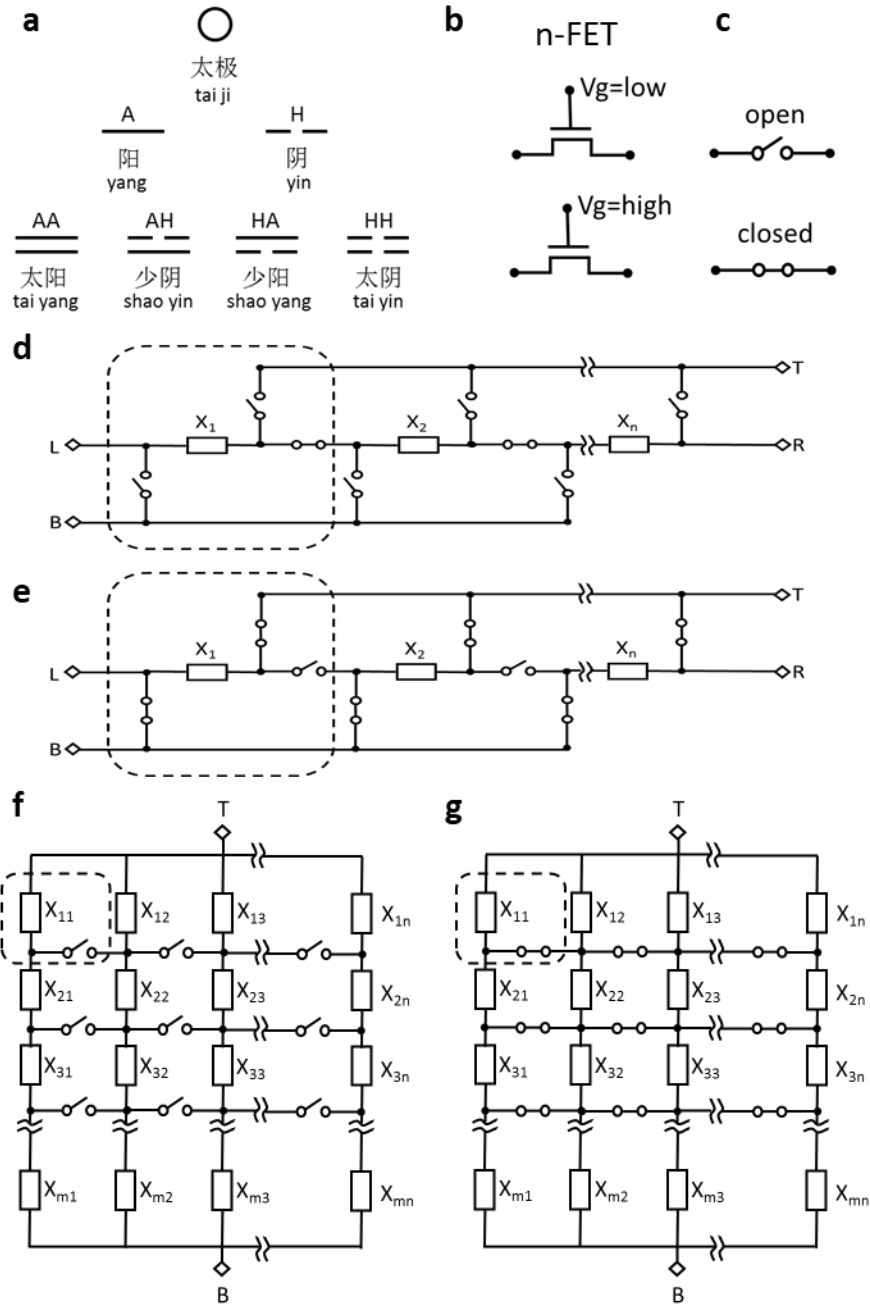 a
太极
tai ji
A
H
阳
阴
yang
yin
AA
AH
HA
HH
太阳
少阴
少阳
太阴
tai yang
shao yin
shao yang
tai yin
b
n-FET
Vg=low
Vg=high
c
open
closed
d
T
X1
X2
Xn
L
R
B
e
T
X1
X2
Xn
L
R
B
f
T
X11
X12
X13
X1n
X21
X22
X23
X2n
X31
X32
X33
X3n
Xm1
Xm2
Xm3
Xmn
B
g
T
X11
X12
X13
X1n
X21
X22
X23
X2n
X31
X32
X33
X3n
Xm1
Xm2
Xm3
Xmn
B